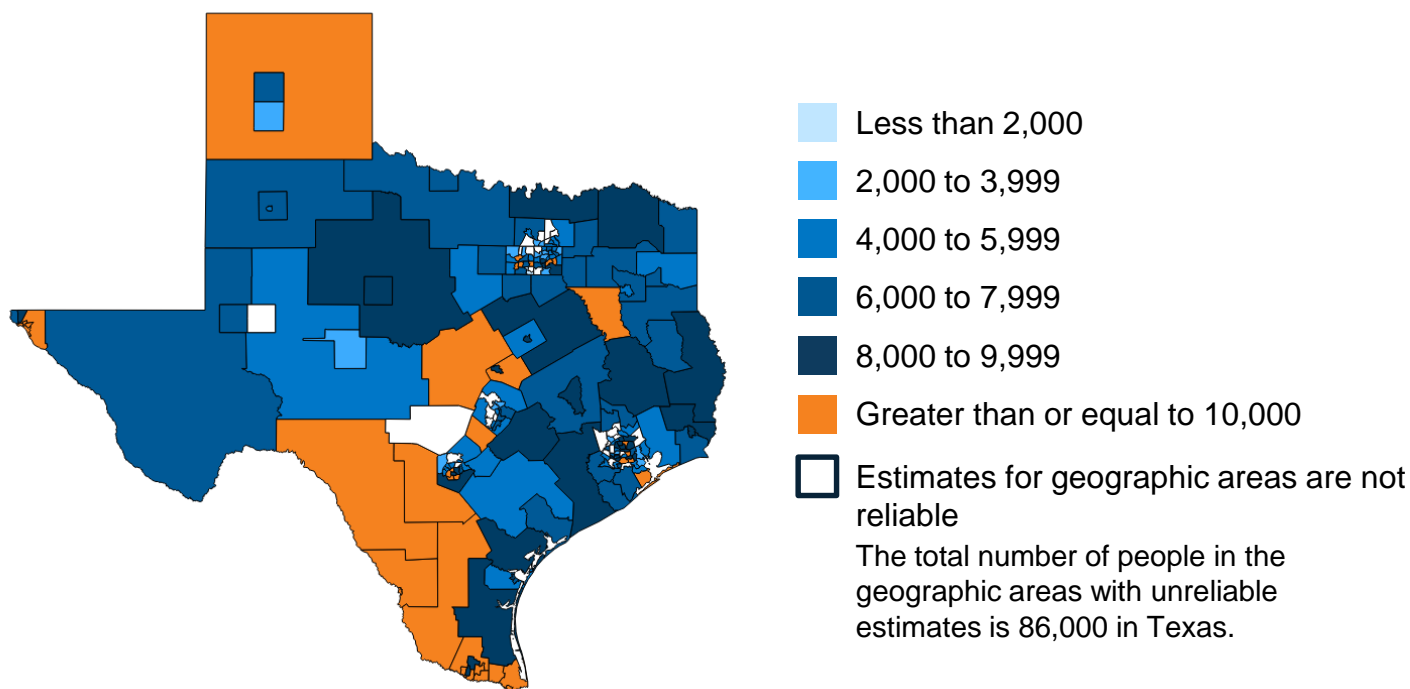 Less than 2,000
2,000 to 3,999
4,000 to 5,999
6,000 to 7,999
8,000 to 9,999
Greater than or equal to 10,000
Estimates for geographic areas are not
reliable
The total number of people in the
geographic areas with unreliable
estimates is 86,000 in Texas.